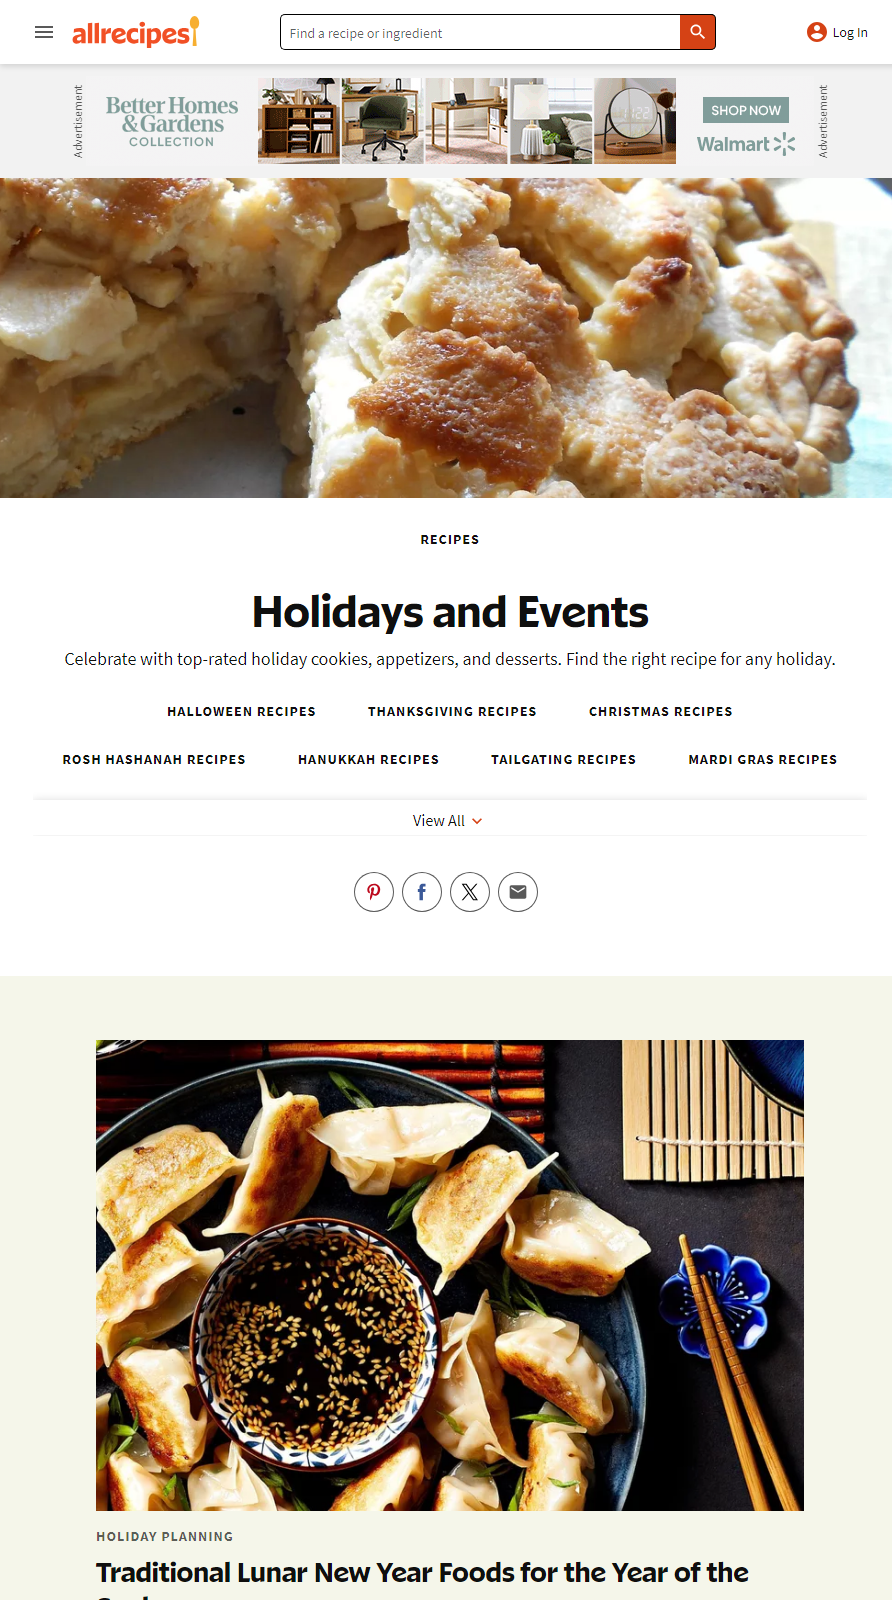 allrecipes
Find a recipe or ingredient
Log In
Advertisement
Better Homes
& Gardens
COLLECTION
SHOP NOW
Walmart
Advertisement
RECIPES
Holidays and Events
Celebrate with top-rated holiday cookies, appetizers, and desserts. Find the right recipe for any holiday.
HALLOWEEN RECIPES
THANKSGIVING RECIPES
CHRISTMAS RECIPES
ROSH HASHANAH RECIPES
HANUKKAH RECIPES
TAILGATING RECIPES
MARDI GRAS RECIPES
View All
HOLIDAY PLANNING
Traditional Lunar New Year Foods for the Year of the